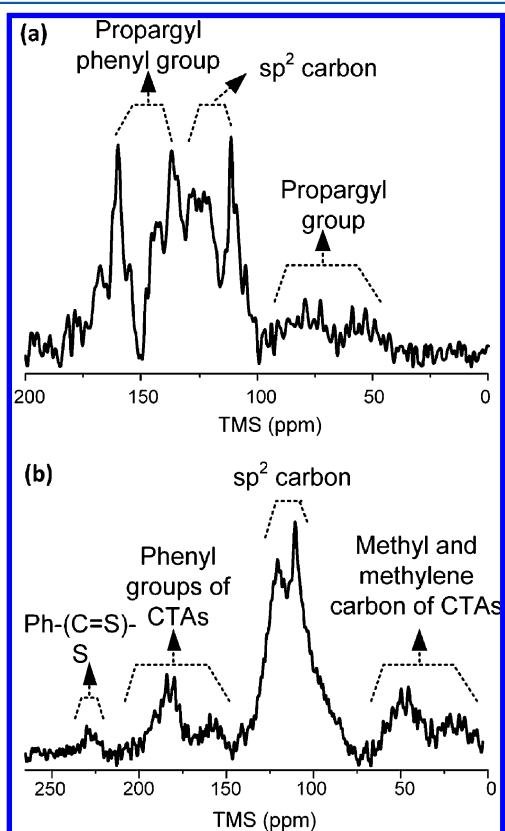 (a)
Propargyl
phenyl group
sp² carbon
Propargyl
group
200 150 100 50 0
TMS (ppm)
(b)
sp² carbon
Phenyl
groups of
CTAs
Methyl and
methylene
carbon of CTAs
Ph-(C=S)-
S
250 200 150 100 50 0
TMS (ppm)